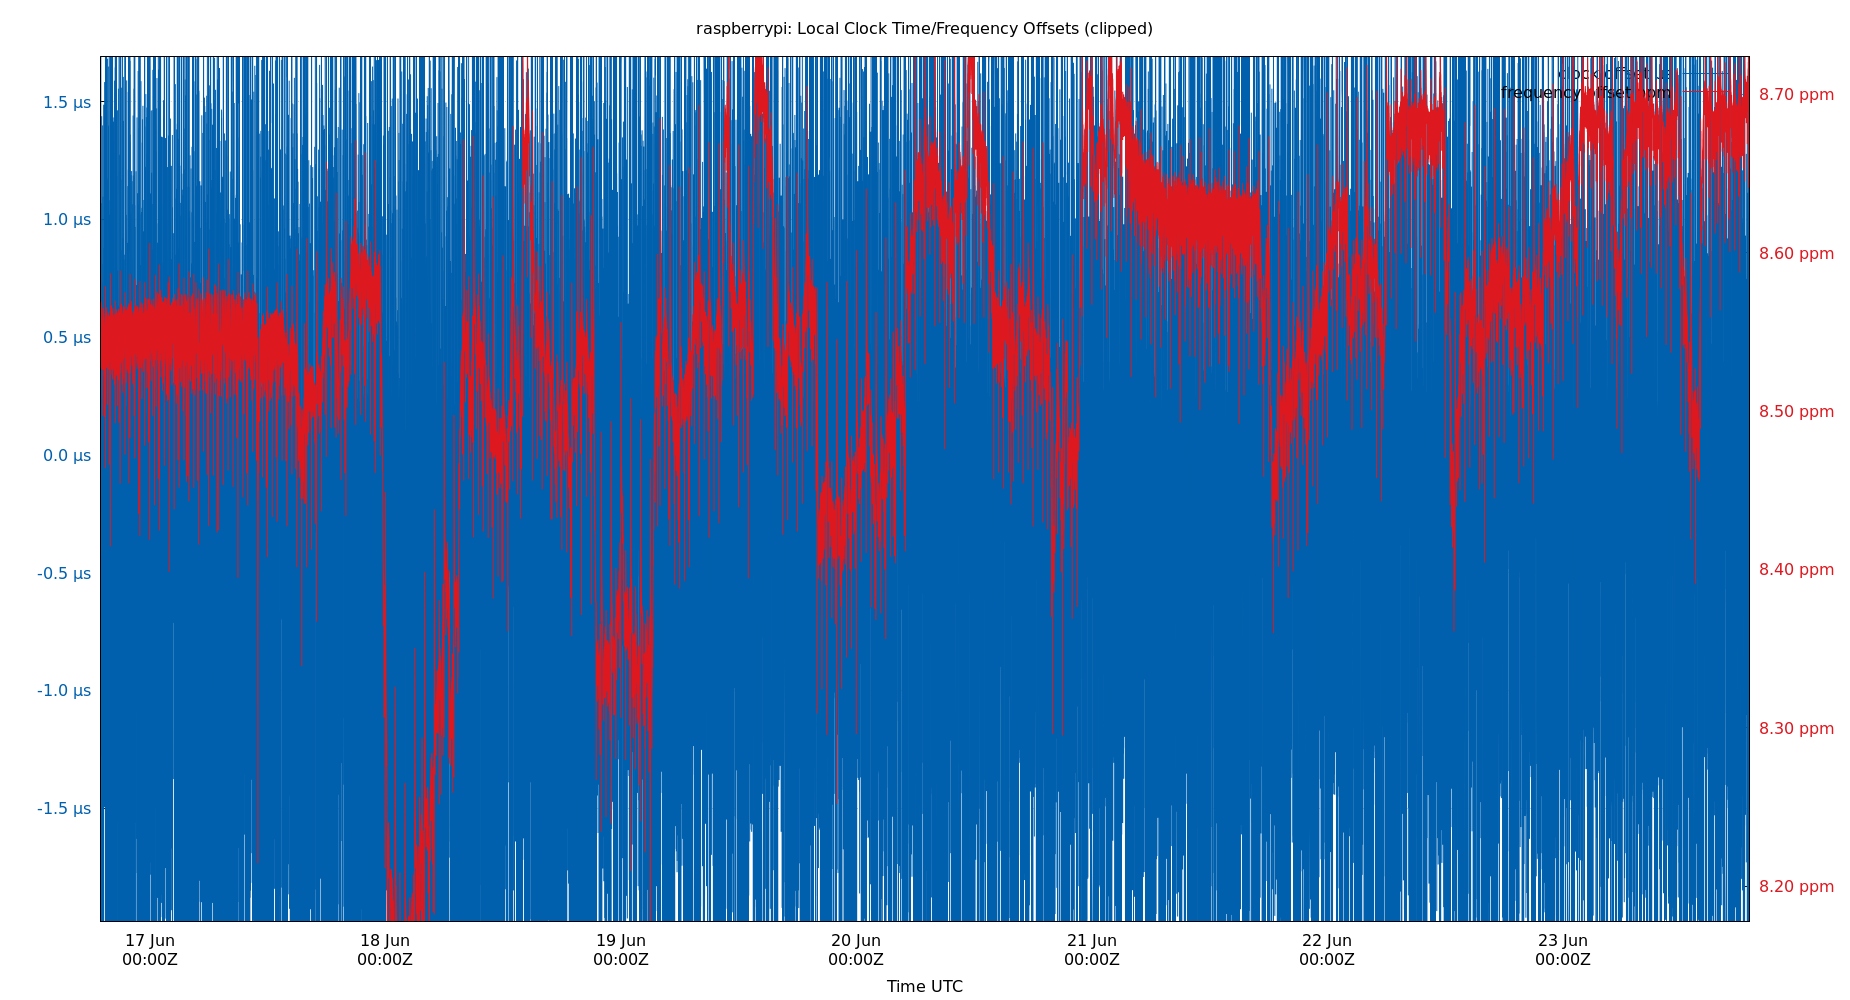 raspberrypi: Local Clock Time/Frequency Offsets (clipped)
clock offset µs
frequency offset ppm
1.5 µs
1.0 µs
0.5 µs
0.0 µs
-0.5 µs
-1.0 µs
-1.5 µs
8.70 ppm
8.60 ppm
8.50 ppm
8.40 ppm
8.30 ppm
8.20 ppm
17 Jun 18 Jun 19 Jun 20 Jun 21 Jun 22 Jun 23 Jun
00:00Z 00:00Z 00:00Z 00:00Z 00:00Z 00:00Z 00:00Z
Time UTC